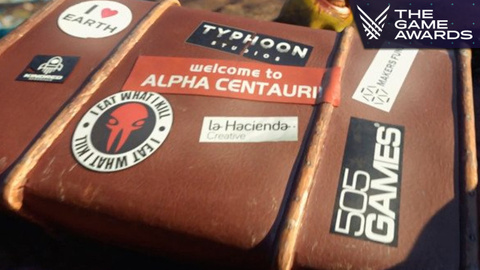 I ♥ EARTH
TYPHOON
STUDIOS
THE
GAME
AWARDS
welcome to
ALPHA CENTAURI
MAKERS FU
I EAT WHAT I KILL
I EAT WHAT I KILL
la Hacienda
Creative
505
GAMES